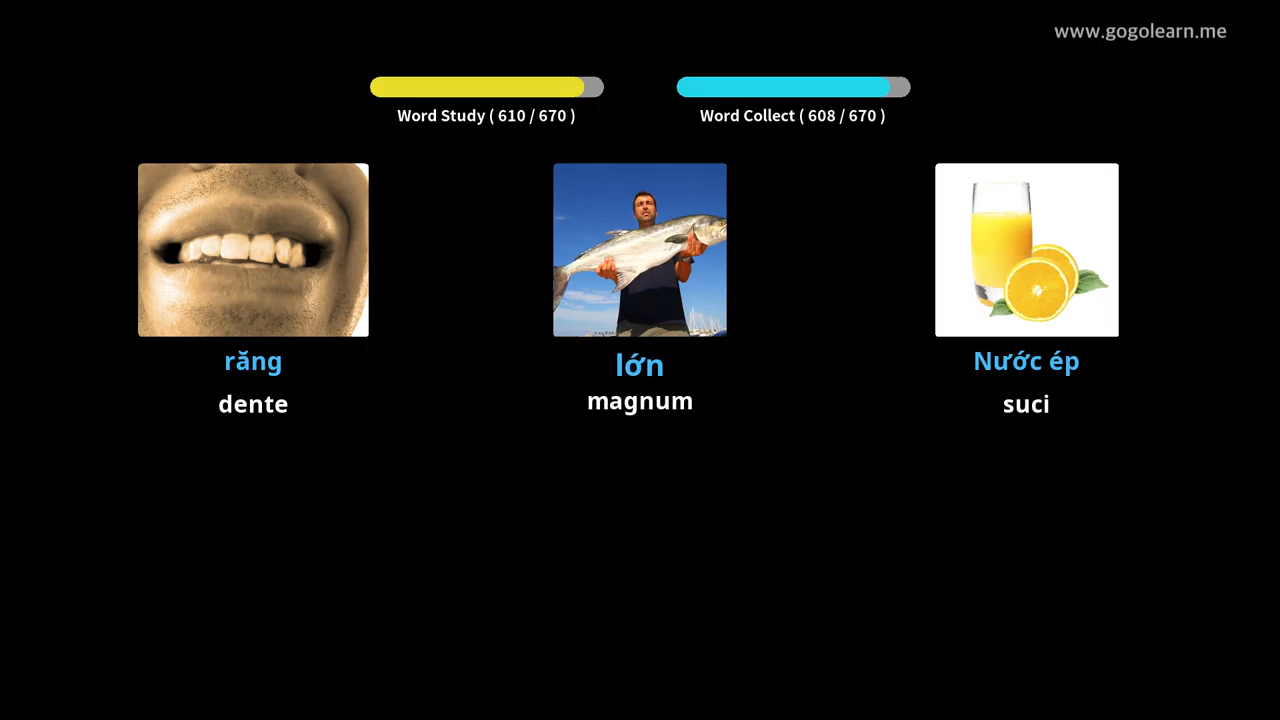 www.gogolearn.me
Word Study ( 610 / 670 )
Word Collect ( 608 / 670 )
răng
lớn
Nước ép
dente
magnum
suci